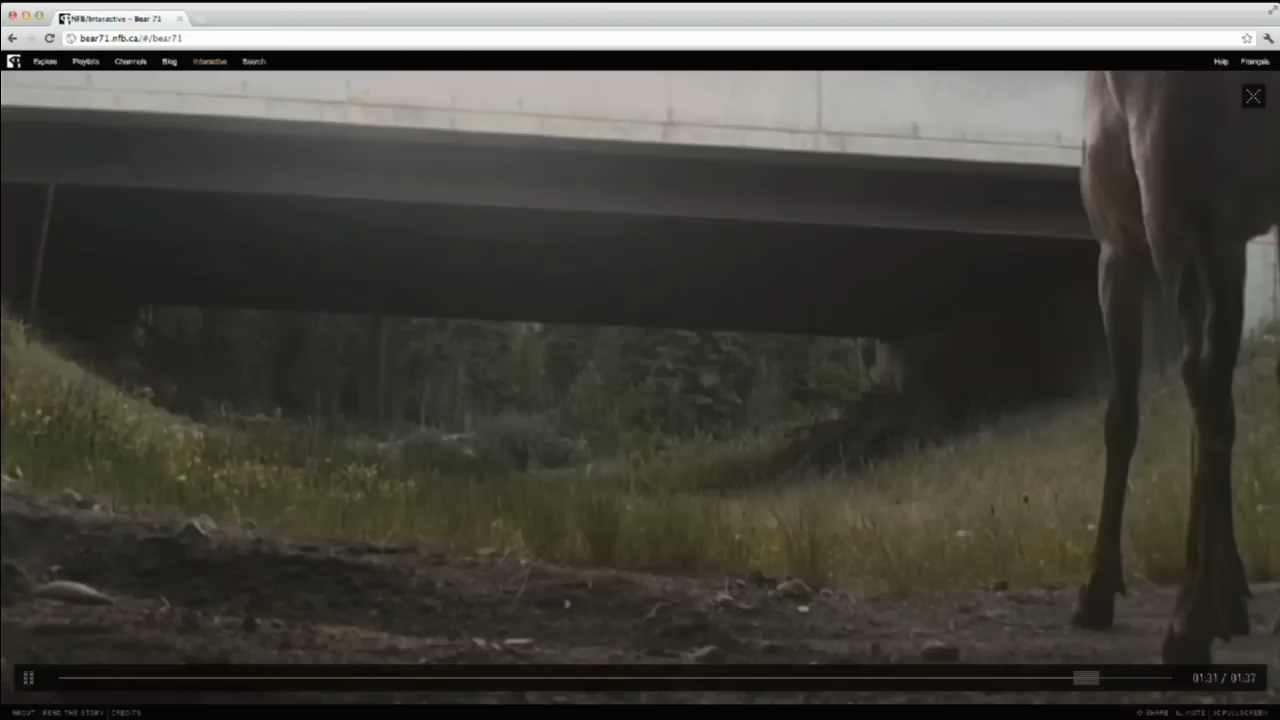 NFB/Interactive – Bear 71
bear71.nfb.ca/#/bear71
Explore Playlists Channels Blog Interactive Search Help Français
01:31 / 01:37
ABOUT | READ THE STORY | CREDITS SHARE MUTE FULLSCREEN